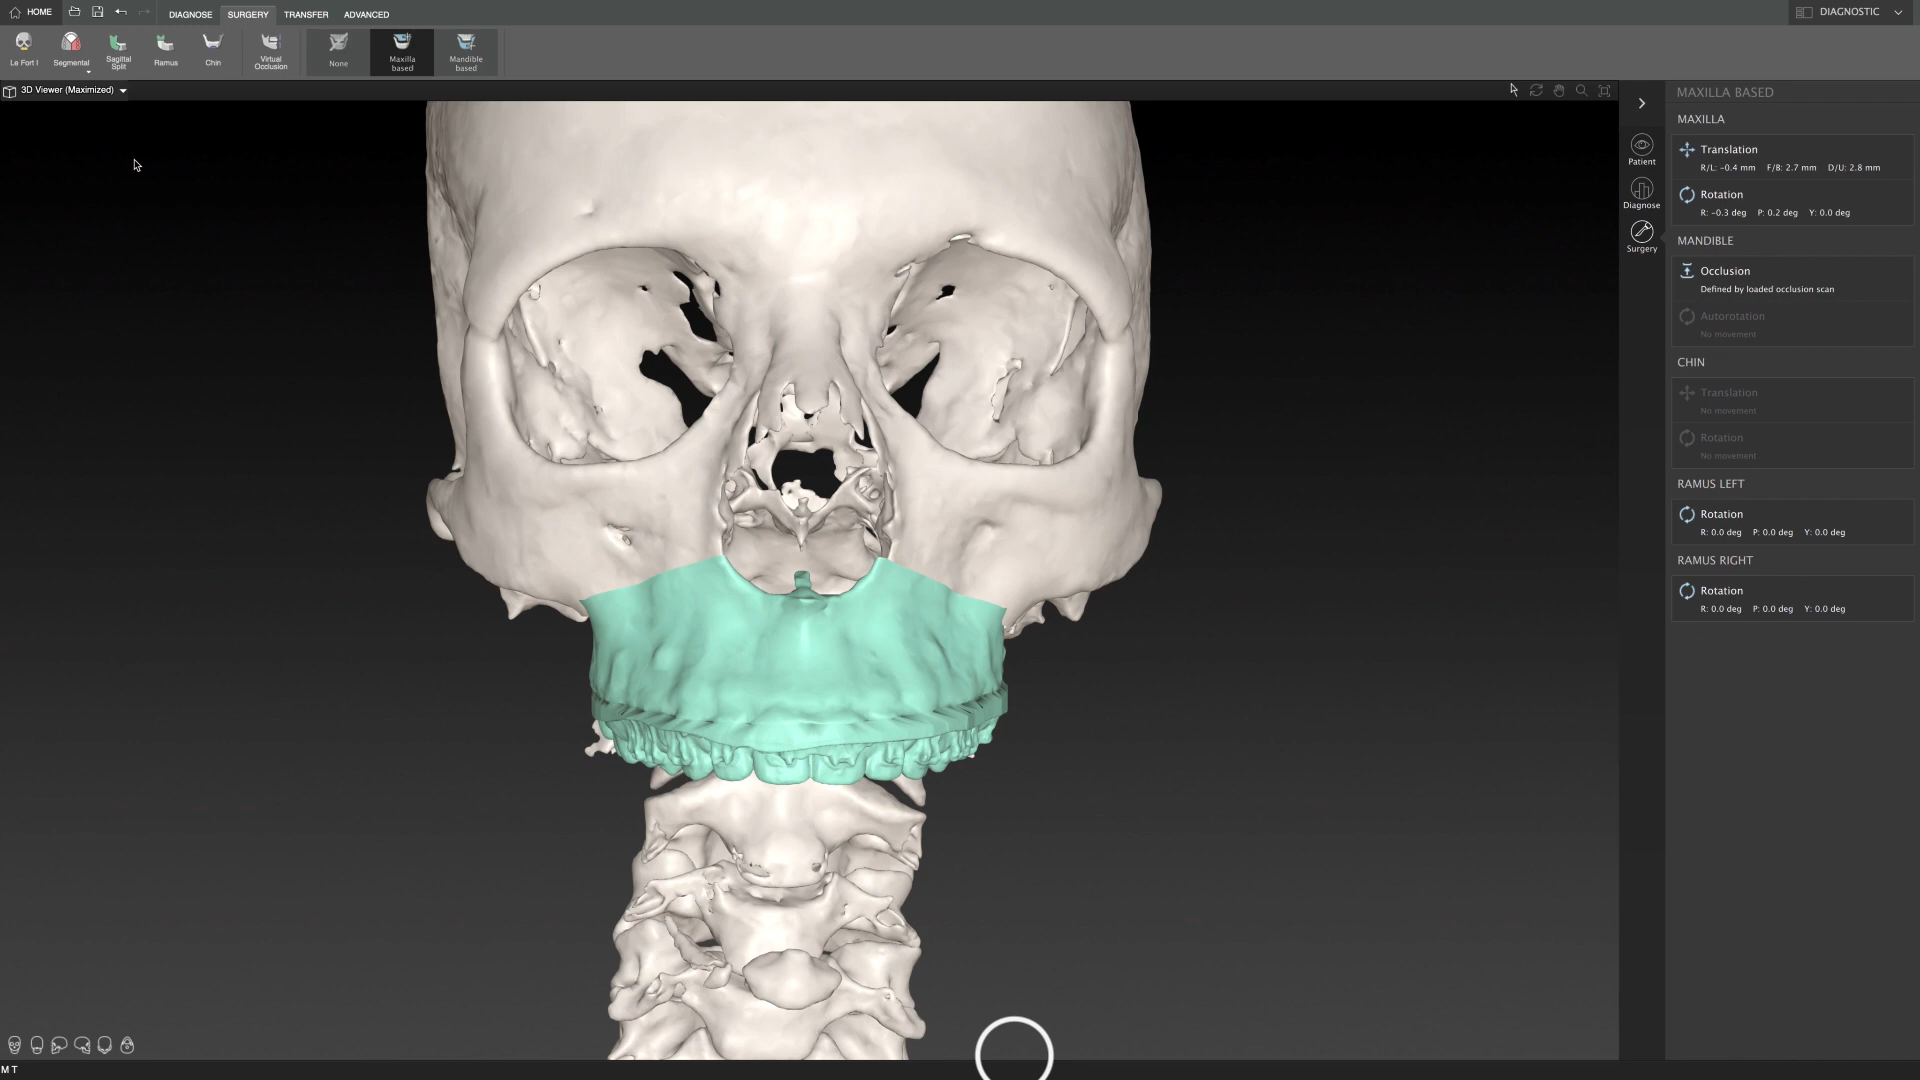 HOME
DIAGNOSE SURGERY TRANSFER ADVANCED
DIAGNOSTIC
Le Fort I
Segmental
Sagittal
Split
Ramus
Chin
Virtual
Occlusion
None
Maxilla
based
Mandible
based
3D Viewer (Maximized)
Patient
Diagnose
Surgery
MAXILLA BASED
MAXILLA
Translation
R/L: -0.4 mm F/B: 2.7 mm D/U: 2.8 mm
Rotation
R: -0.3 deg P: 0.2 deg Y: 0.0 deg
MANDIBLE
Occlusion
Defined by loaded occlusion scan
Autorotation
No movement
CHIN
Translation
No movement
Rotation
No movement
RAMUS LEFT
Rotation
R: 0.0 deg P: 0.0 deg Y: 0.0 deg
RAMUS RIGHT
Rotation
R: 0.0 deg P: 0.0 deg Y: 0.0 deg
M T